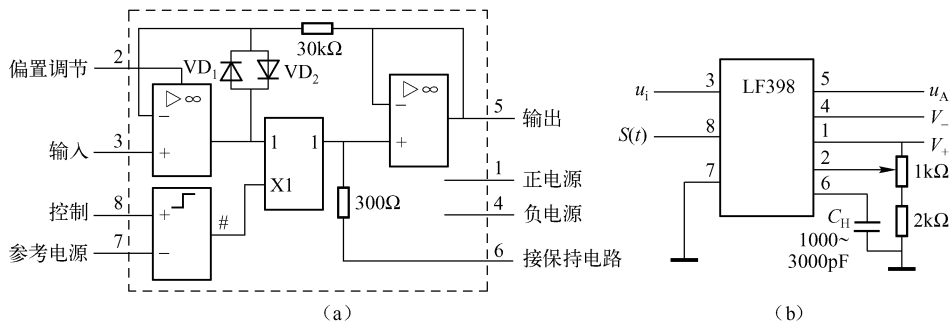 30kΩ
2
偏置调节
VD₁
VD₂
▷ ∞
−
+
3
输入
▷ ∞
−
+
5
输出
1 1
X1
8
控制
+
#
7
参考电源
−
300Ω
1
正电源
4
负电源
6
接保持电路
(a)
LF398
uᵢ
3
S(t)
8
7
5
u_A
4
V₋
1
V₊
2
1kΩ
6
C_H
1000~
3000pF
2kΩ
(b)